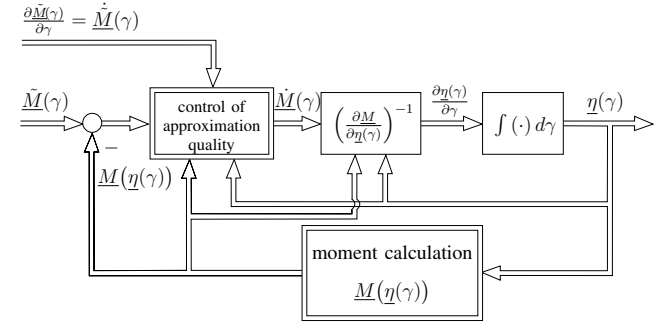 ∂M̲̃(γ)/∂γ = M̲̃̇(γ)
M̲̃(γ)
control of
approximation
quality
Ṁ̲(γ)
(∂M̲/∂η̲(γ))⁻¹
∂η̲(γ)/∂γ
∫(·) dγ
η̲(γ)
−
M̲(η̲(γ))
moment calculation
M̲(η̲(γ))